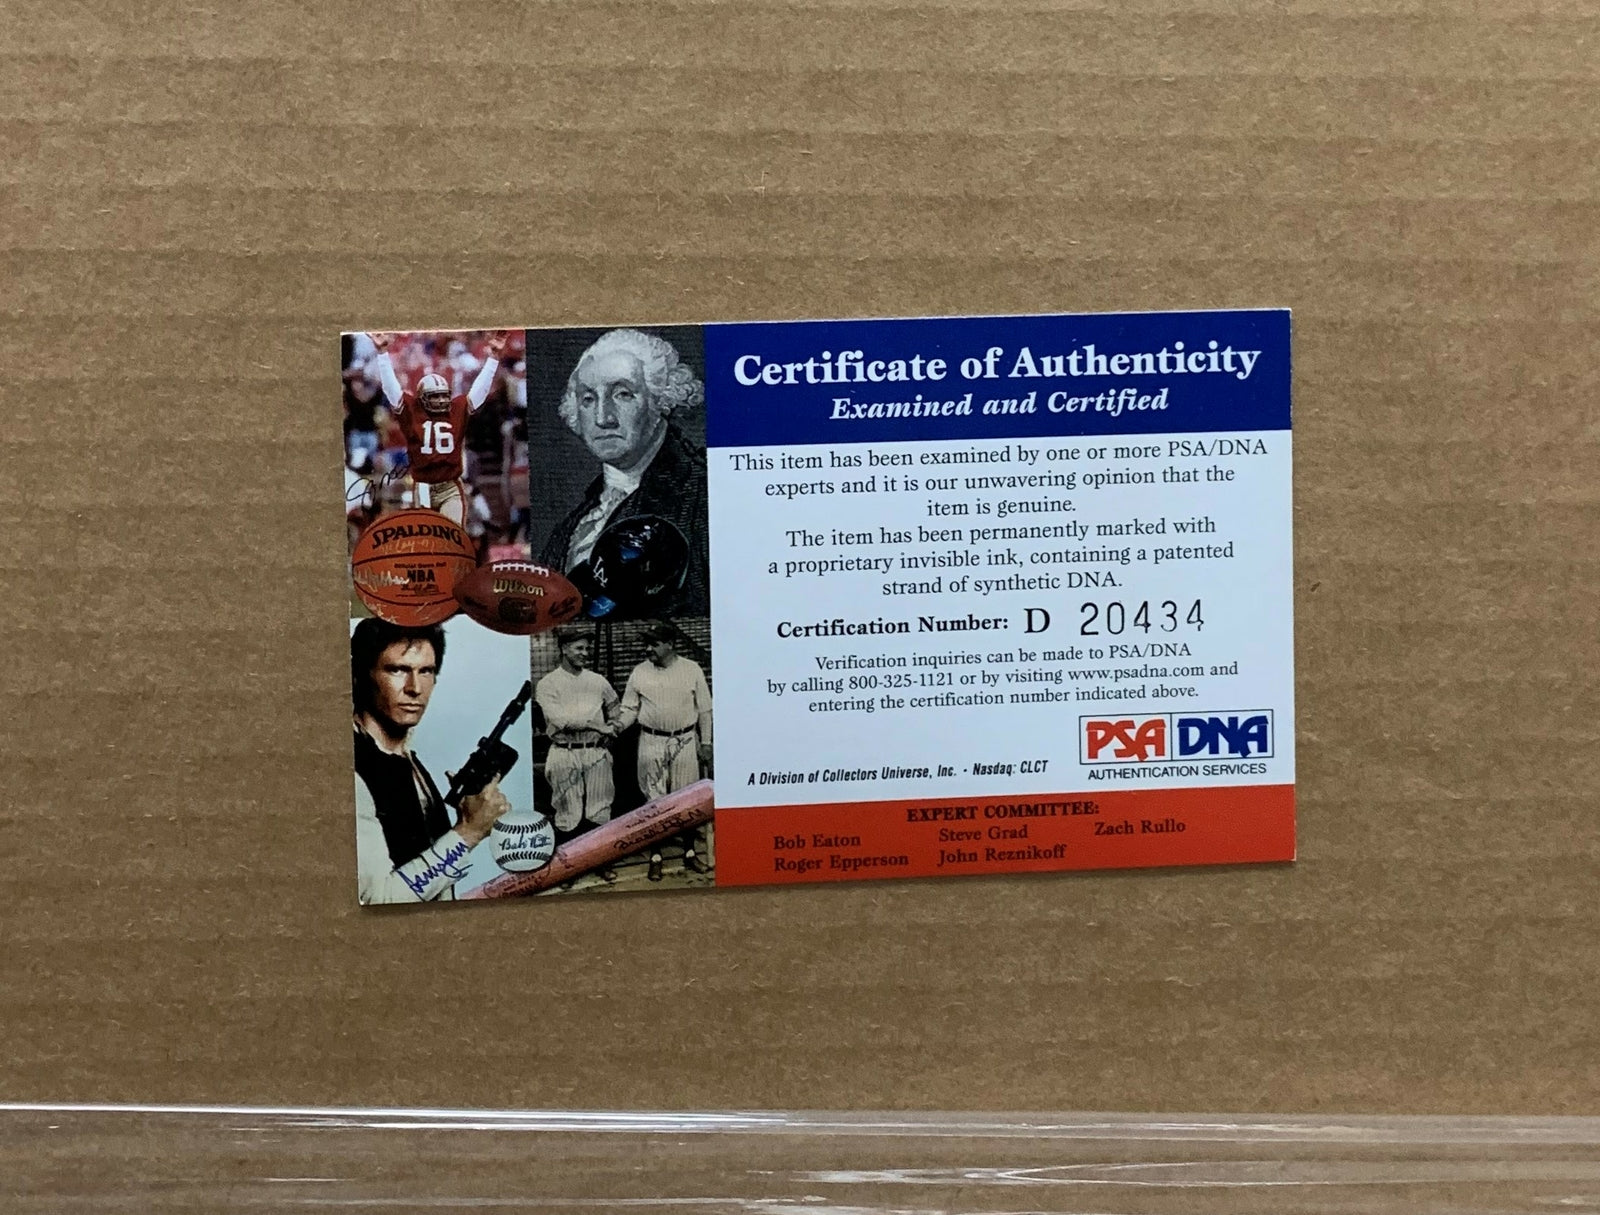 Certificate of Authenticity
Examined and Certified
This item has been examined by one or more PSA/DNA
experts and it is our unwavering opinion that the
item is genuine.
The item has been permanently marked with
a proprietary invisible ink, containing a patented
strand of synthetic DNA.
Certification Number: D 20434
Verification inquiries can be made to PSA/DNA
by calling 800-325-1121 or by visiting www.psadna.com and
entering the certification number indicated above.
PSA DNA
AUTHENTICATION SERVICES
A Division of Collectors Universe, Inc. · Nasdaq: CLCT
EXPERT COMMITTEE:
Bob Eaton Steve Grad Zach Rullo
Roger Epperson John Reznikoff
16
SPALDING
NBA
Wilson
LA
Babe Ruth